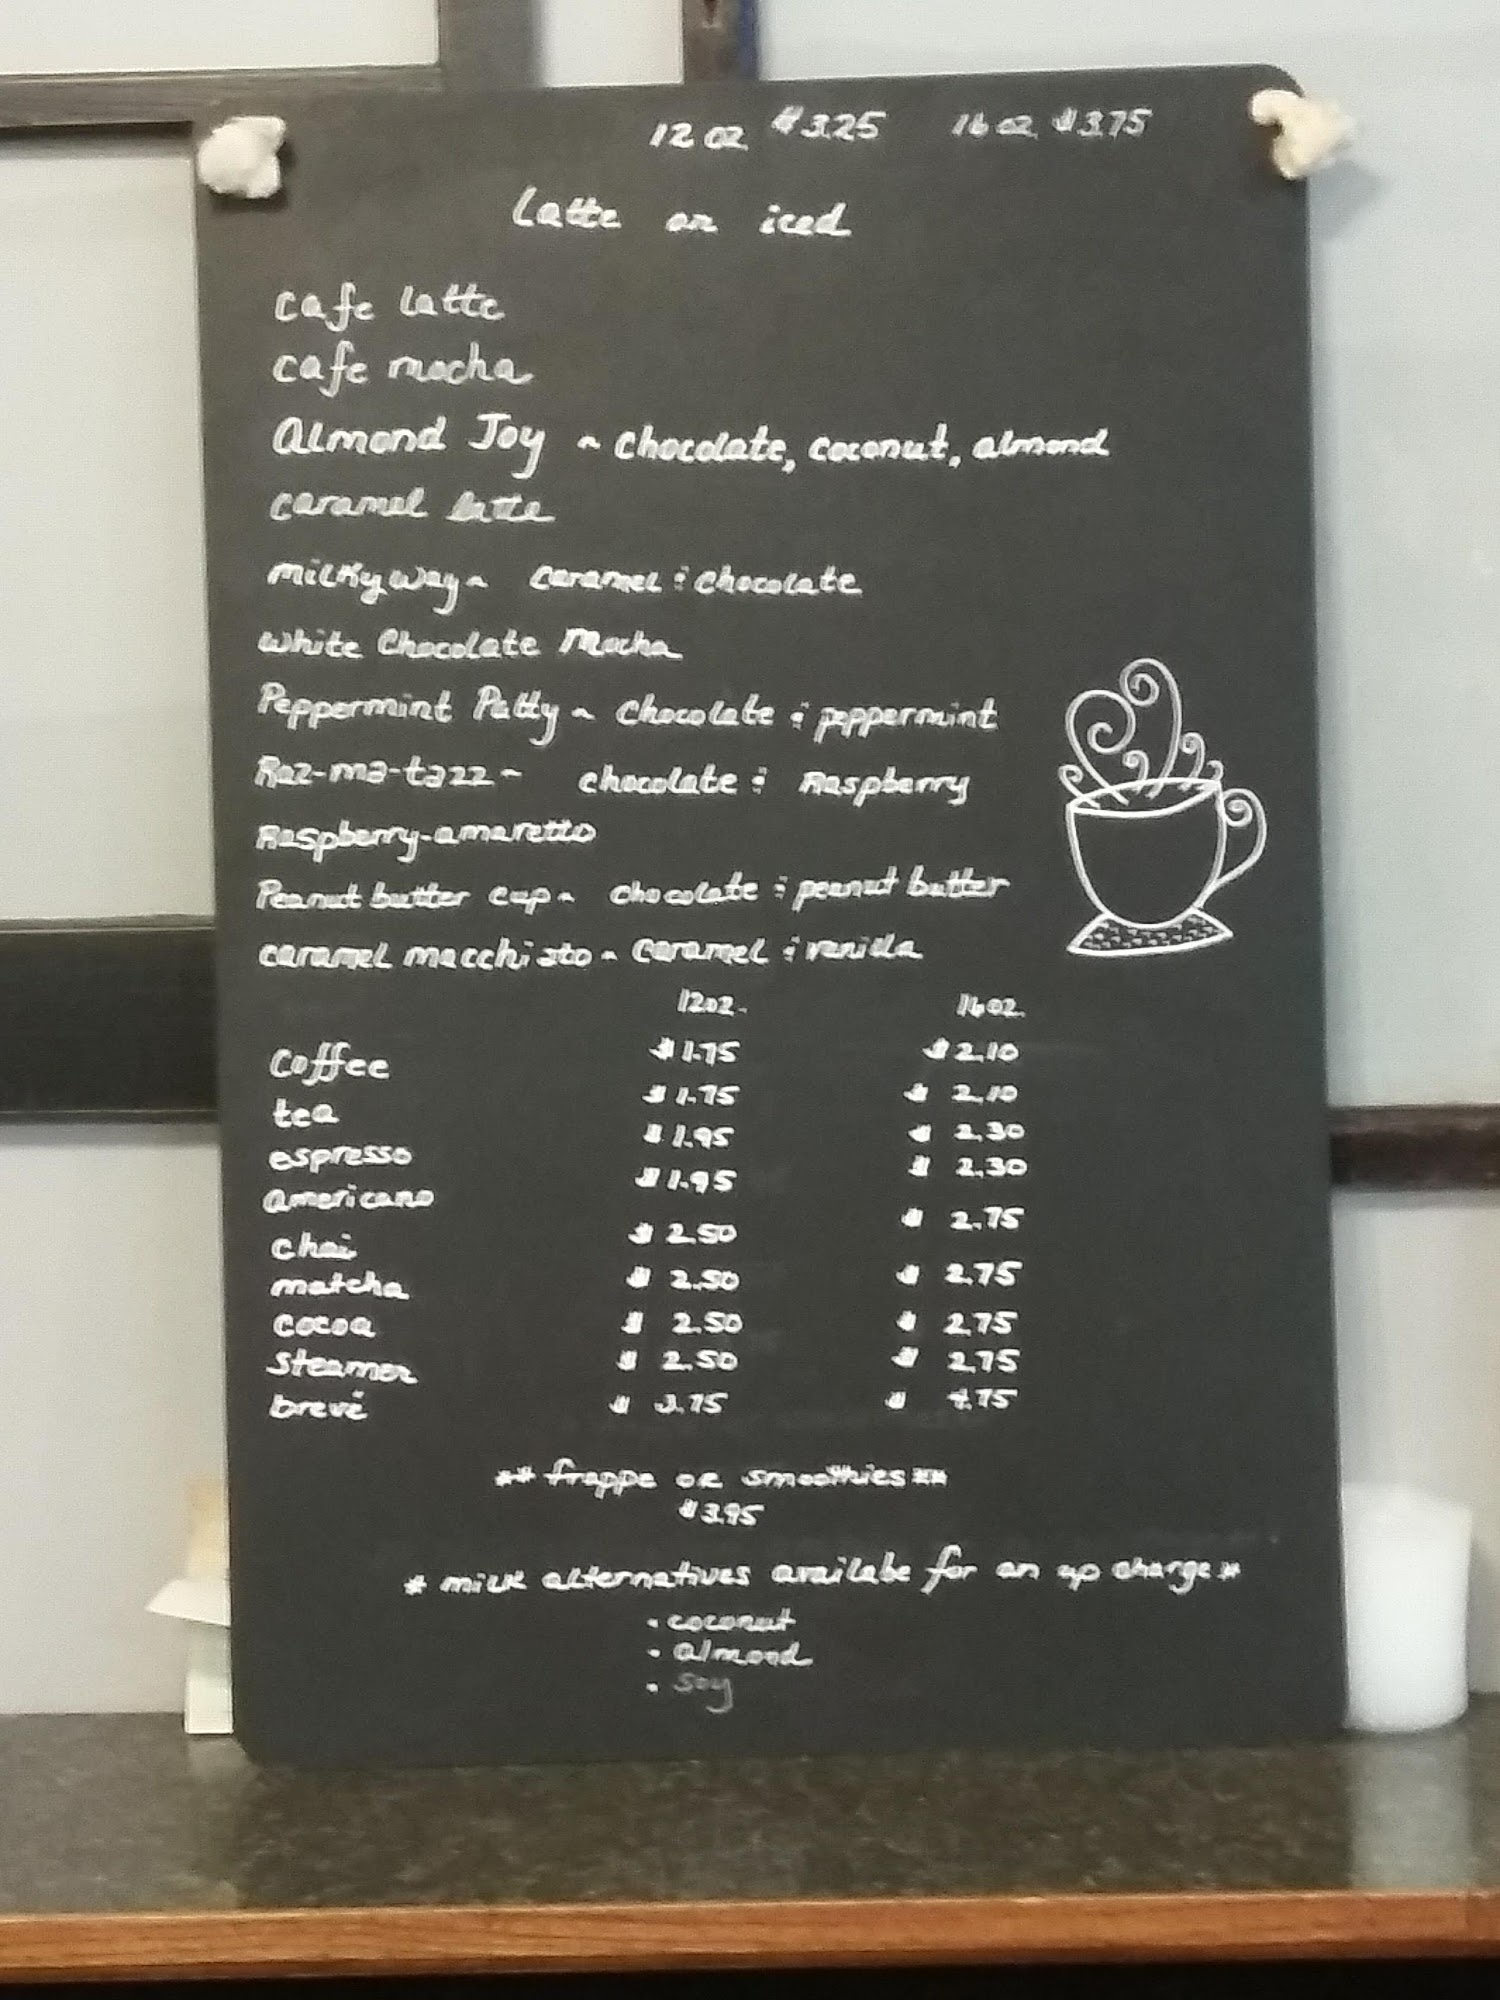 12 oz $3.25 16 oz $3.75
Latte or iced
cafe latte
cafe mocha
Almond Joy ~ chocolate, coconut, almond
caramel latte
milkyway ~ caramel & chocolate
white Chocolate Mocha
Peppermint Patty ~ chocolate & peppermint
Raz-ma-tazz ~ chocolate & Raspberry
Raspberry-amaretto
Peanut butter cup ~ chocolate & peanut butter
caramel macchiato ~ caramel & vanilla
12oz. 16oz.
Coffee $1.75 $2.10
tea $1.75 $2.10
espresso $1.95 $2.30
americano $1.95 $2.30
chai $2.50 $2.75
matcha $2.50 $2.75
cocoa $2.50 $2.75
steamer $2.50 $2.75
brevé $3.75 $4.75
** frappe or smoothies **
$3.95
* milk alternatives availabe for an up charge *
• coconut
• almond
• soy